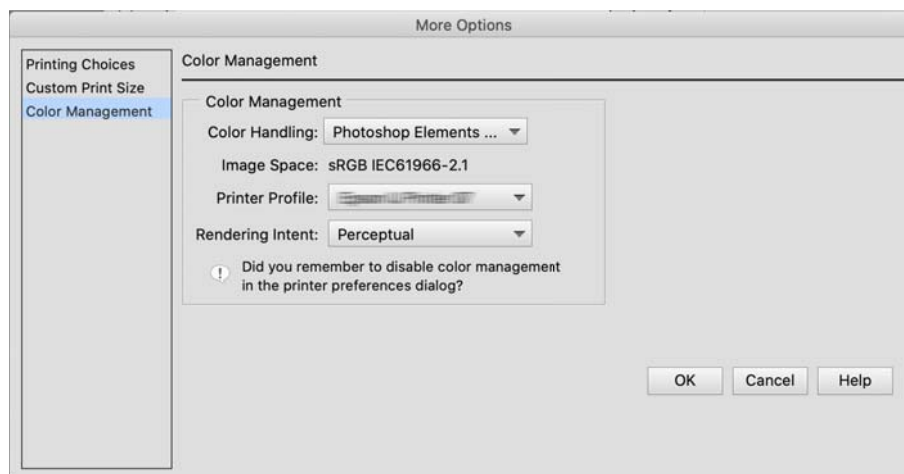 More Options
Printing Choices
Custom Print Size
Color Management
Color Management
Color Management
Color Handling: Photoshop Elements ...
Image Space: sRGB IEC61966-2.1
Printer Profile:
Rendering Intent: Perceptual
! Did you remember to disable color management
in the printer preferences dialog?
OK Cancel Help